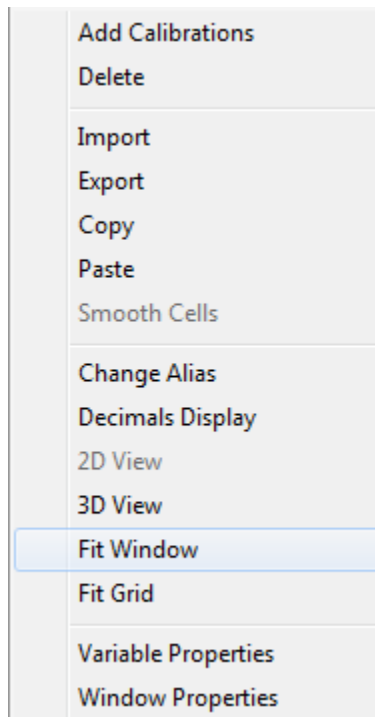 Add Calibrations
Delete
Import
Export
Copy
Paste
Smooth Cells
Change Alias
Decimals Display
2D View
3D View
Fit Window
Fit Grid
Variable Properties
Window Properties